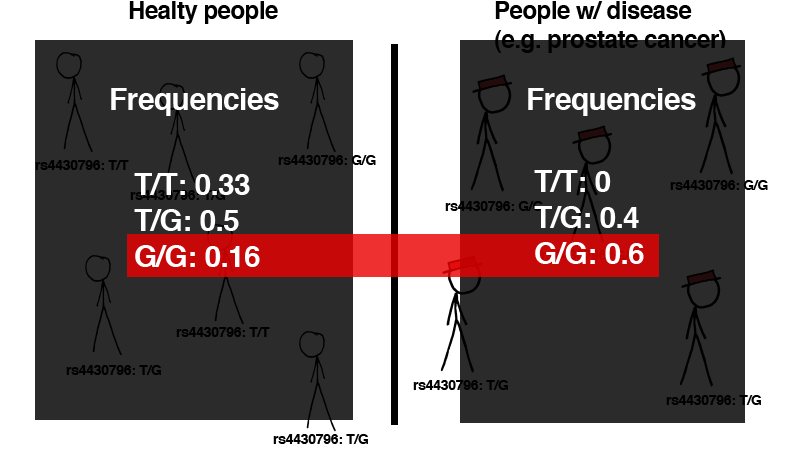 Healty people
People w/ disease
(e.g. prostate cancer)
Frequencies
T/T: 0.33
T/G: 0.5
G/G: 0.16
Frequencies
T/T: 0
T/G: 0.4
G/G: 0.6
rs4430796: T/T
rs4430796: T/G
rs4430796: G/G
rs4430796: T/G
rs4430796: T/T
rs4430796: T/G
rs4430796: G/G
rs4430796: G/G
rs4430796: T/G
rs4430796: T/G